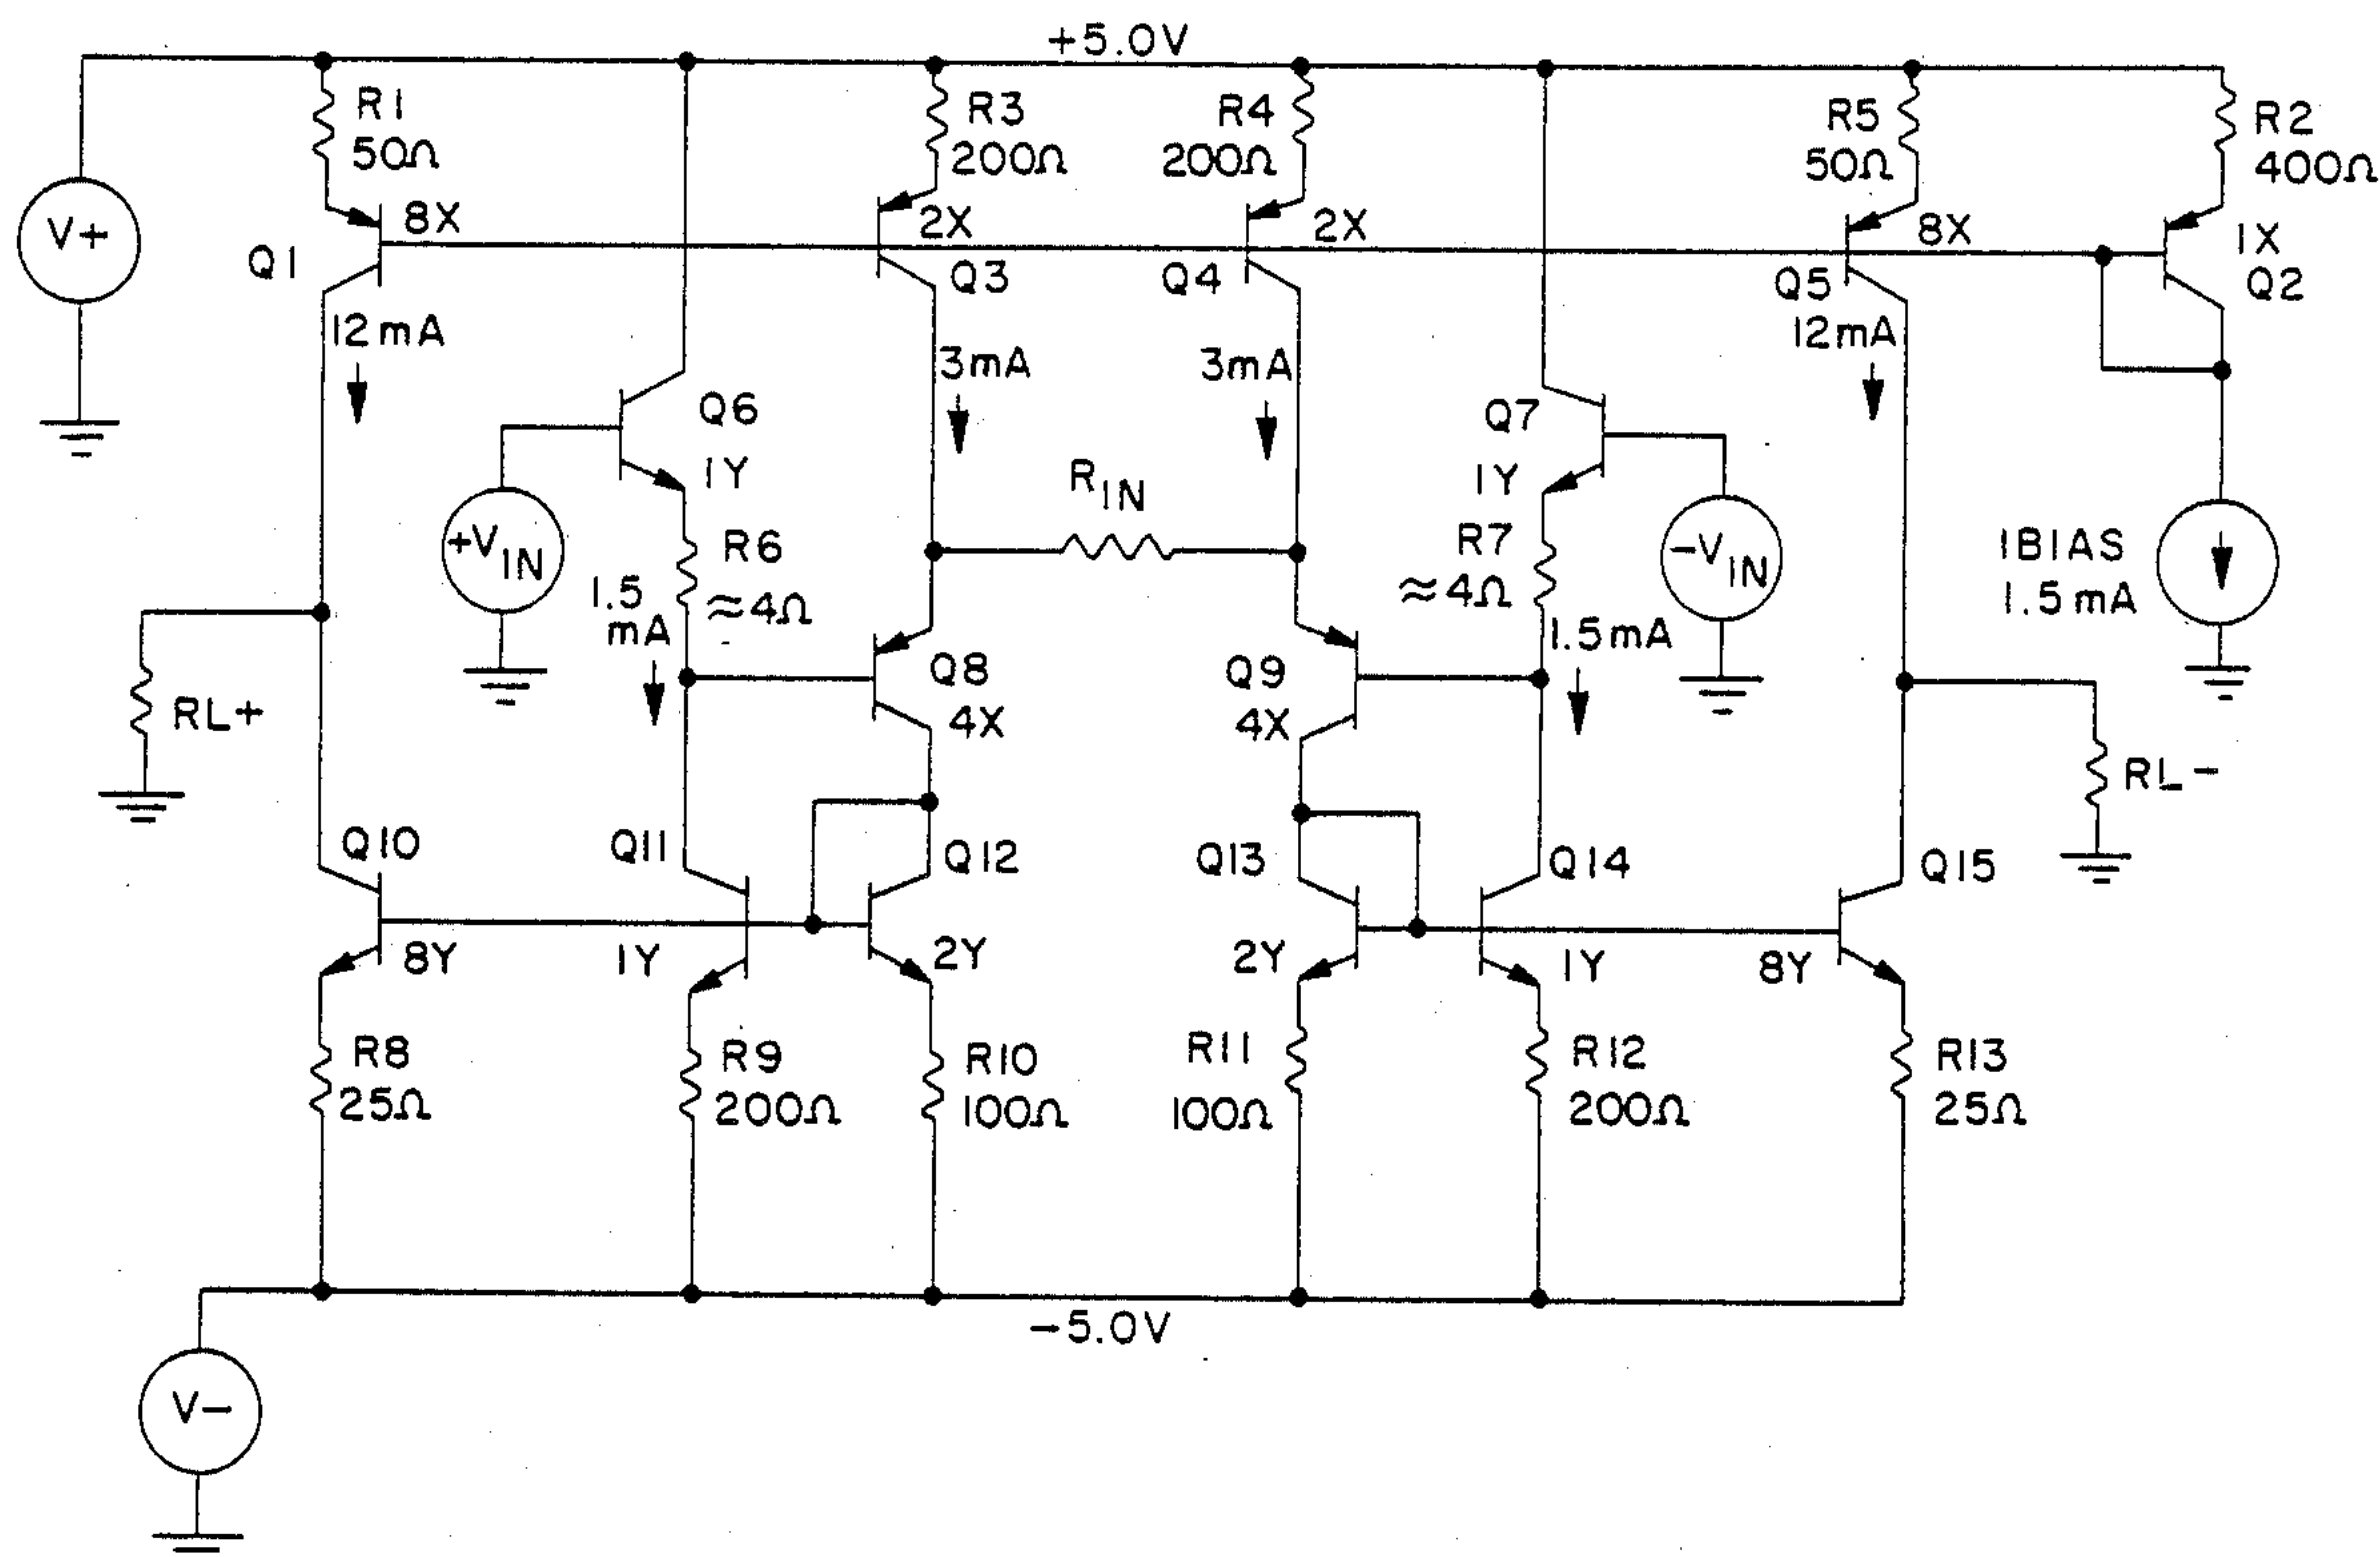 +5.0V
V+
R1
50Ω
8X
Q1
12mA
R3
200Ω
2X
Q3
3mA
R4
200Ω
2X
Q4
3mA
R5
50Ω
8X
Q5
12mA
R2
400Ω
1X
Q2
IBIAS
1.5mA
Q6
1Y
+VIN
R6
≈4Ω
1.5
mA
RIN
Q7
1Y
-VIN
R7
≈4Ω
1.5mA
Q8
4X
Q9
4X
RL+
RL-
Q10
8Y
Q11
1Y
Q12
2Y
Q13
2Y
Q14
1Y
Q15
8Y
R8
25Ω
R9
200Ω
R10
100Ω
R11
100Ω
R12
200Ω
R13
25Ω
-5.0V
V-